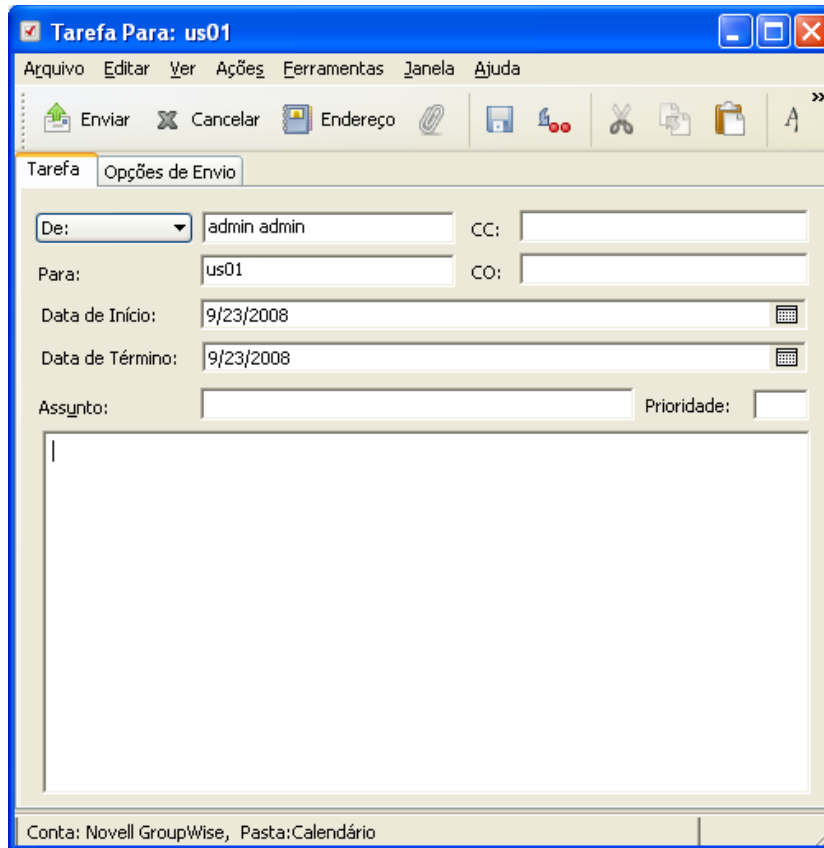 Tarefa Para: us01
Arquivo Editar Ver Ações Ferramentas Janela Ajuda
Enviar Cancelar Endereço A »
Tarefa Opções de Envio
De: admin admin CC:
Para: us01 CO:
Data de Início: 9/23/2008
Data de Término: 9/23/2008
Assunto: Prioridade:
Conta: Novell GroupWise, Pasta:Calendário